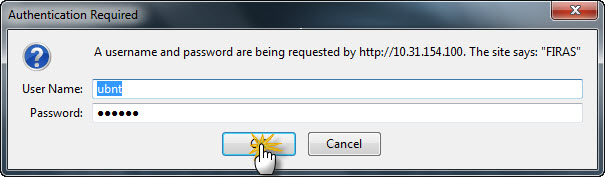 Authentication Required
A username and password are being requested by http://10.31.154.100. The site says: "FIRAS"
User Name: ubnt
Password: ●●●●●●
Cancel